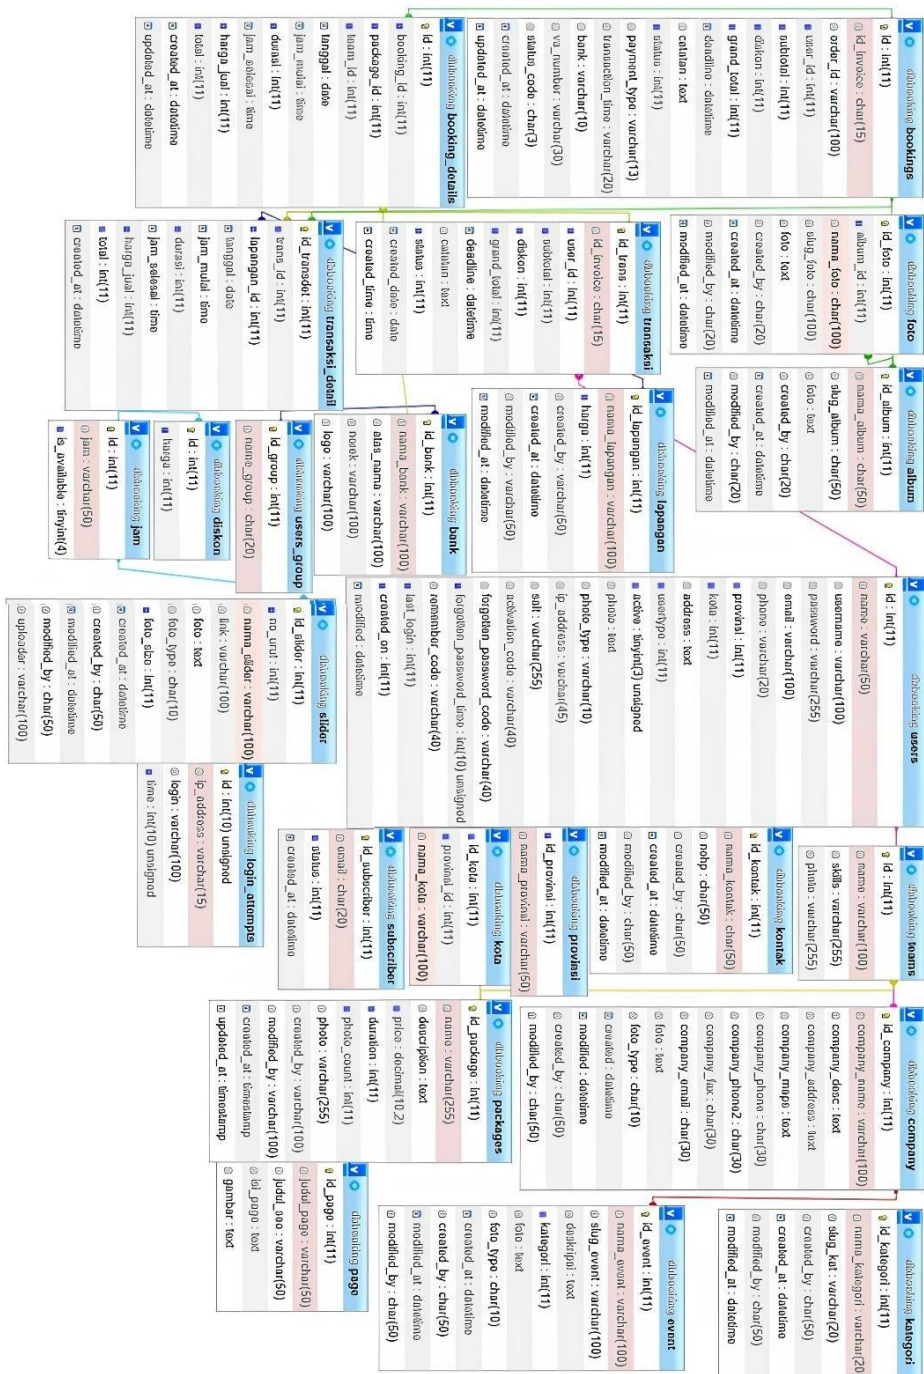 dbbooking bookings
id : int(11)
id_invoice : char(15)
order_id : varchar(100)
user_id : int(11)
subtotal : int(11)
diskon : int(11)
grand_total : int(11)
deadline : datetime
catatan : text
status : int(11)
payment_type : varchar(13)
transaction_time : varchar(20)
bank : varchar(10)
va_number : varchar(30)
status_code : char(3)
created_at : datetime
updated_at : datetime
dbbooking foto
id_foto : int(11)
album_id : int(11)
nama_foto : char(100)
slug_foto : char(100)
foto : text
created_by : char(20)
created_at : datetime
modified_by : char(20)
modified_at : datetime
dbbooking album
id_album : int(11)
nama_album : char(50)
slug_album : char(50)
foto : text
created_by : char(20)
created_at : datetime
modified_by : char(20)
modified_at : datetime
dbbooking booking_details
id : int(11)
booking_id : int(11)
package_id : int(11)
team_id : int(11)
tanggal : date
jam_mulai : time
durasi : int(11)
jam_selesai : time
harga_jual : int(11)
total : int(11)
created_at : datetime
updated_at : datetime
dbbooking transaksi_detail
id_transdet : int(11)
trans_id : int(11)
lapangan_id : int(11)
tanggal : date
jam_mulai : time
durasi : int(11)
jam_selesai : time
harga_jual : int(11)
total : int(11)
created_at : datetime
dbbooking transaksi
id_trans : int(11)
id_invoice : char(15)
user_id : int(11)
subtotal : int(11)
diskon : int(11)
grand_total : int(11)
deadline : datetime
catatan : text
status : int(11)
created_date : date
created_time : time
dbbooking lapangan
id_lapangan : int(11)
nama_lapangan : varchar(100)
harga : int(11)
created_by : varchar(50)
created_at : datetime
modified_by : varchar(50)
modified_at : datetime
dbbooking bank
id_bank : int(11)
nama_bank : varchar(100)
atas_nama : varchar(100)
norek : varchar(100)
logo : varchar(100)
dbbooking users_group
id_group : int(11)
name_group : char(20)
dbbooking diskon
id : int(11)
harga : int(11)
dbbooking jam
id : int(11)
jam : varchar(50)
is_available : tinyint(4)
dbbooking users
id : int(11)
name : varchar(50)
username : varchar(100)
password : varchar(255)
email : varchar(100)
phone : varchar(20)
provinsi : int(11)
kota : int(11)
address : text
usertype : int(11)
active : tinyint(3) unsigned
photo : text
photo_type : varchar(10)
ip_address : varchar(45)
salt : varchar(255)
activation_code : varchar(40)
forgotten_password_code : varchar(40)
forgotten_password_time : int(10) unsigned
remember_code : varchar(40)
last_login : int(11)
created_on : int(11)
modified : datetime
dbbooking slider
id_slider : int(11)
no_urut : int(11)
nama_slider : varchar(100)
link : varchar(100)
foto : text
foto_type : char(10)
foto_size : int(11)
created_at : datetime
created_by : char(50)
modified_at : datetime
modified_by : char(50)
uploader : varchar(100)
dbbooking login_attempts
id : int(10) unsigned
ip_address : varchar(15)
login : varchar(100)
time : int(10) unsigned
dbbooking teams
id : int(11)
name : varchar(100)
skills : varchar(255)
photo : varchar(255)
dbbooking kontak
id_kontak : int(11)
nama_kontak : char(50)
nohp : char(50)
created_by : char(50)
created_at : datetime
modified_by : char(50)
modified_at : datetime
dbbooking provinsi
id_provinsi : int(11)
nama_provinsi : varchar(50)
dbbooking kota
id_kota : int(11)
provinsi_id : int(11)
nama_kota : varchar(100)
dbbooking subscriber
id_subscriber : int(11)
email : char(20)
status : int(11)
created_at : datetime
dbbooking company
id_company : int(11)
company_name : varchar(100)
company_desc : text
company_address : text
company_maps : text
company_phone : char(30)
company_phone2 : char(30)
company_fax : char(30)
company_email : char(30)
foto : text
foto_type : char(10)
created : datetime
modified : datetime
created_by : char(50)
modified_by : char(50)
dbbooking packages
id_package : int(11)
name : varchar(255)
description : text
price : decimal(10,2)
duration : int(11)
photo_count : int(11)
photo : varchar(255)
created_by : varchar(100)
modified_by : varchar(100)
created_at : timestamp
updated_at : timestamp
dbbooking kategori
id_kategori : int(11)
nama_kategori : varchar(20
slug_kat : varchar(20)
created_by : char(50)
created_at : datetime
modified_by : char(50)
modified_at : datetime
dbbooking event
id_event : int(11)
nama_event : varchar(100)
slug_event : varchar(100)
deskripsi : text
kategori : int(11)
foto : text
foto_type : char(10)
created_at : datetime
created_by : char(50)
modified_at : datetime
modified_by : char(50)
dbbooking page
id_page : int(11)
judul_page : varchar(50)
judul_seo : varchar(50)
isi_page : text
gambar : text